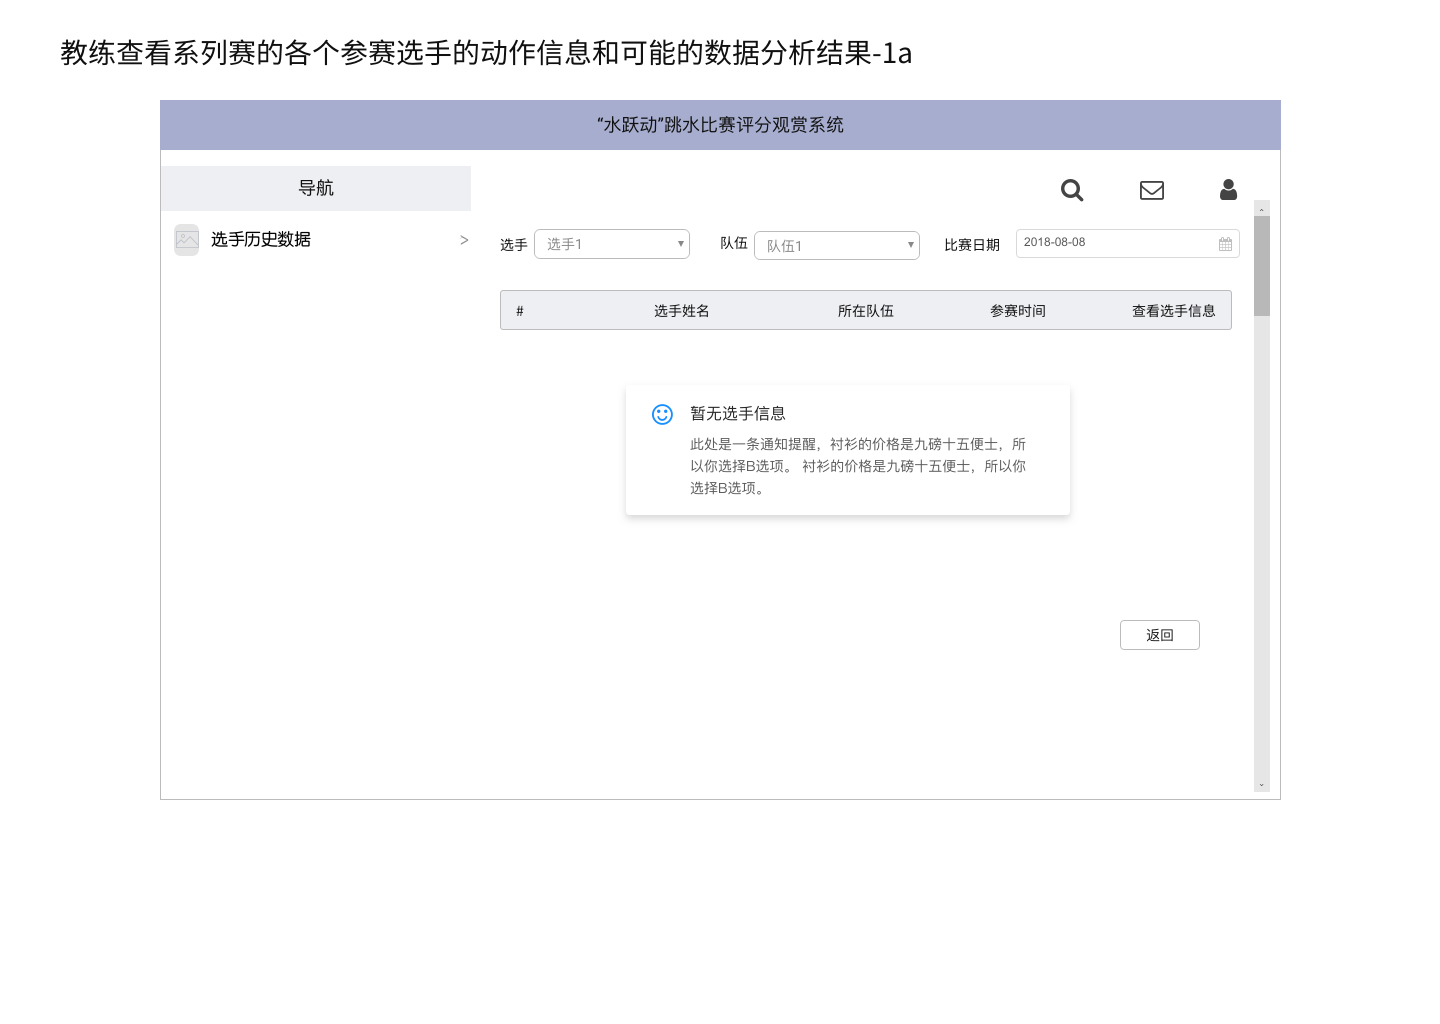 教练查看系列赛的各个参赛选手的动作信息和可能的数据分析结果-1a
“水跃动”跳水比赛评分观赏系统
导航
选手历史数据 >
选手 选手1 队伍 队伍1 比赛日期 2018-08-08
# 选手姓名 所在队伍 参赛时间 查看选手信息
暂无选手信息
此处是一条通知提醒，衬衫的价格是九磅十五便士，所
以你选择B选项。 衬衫的价格是九磅十五便士，所以你
选择B选项。
返回